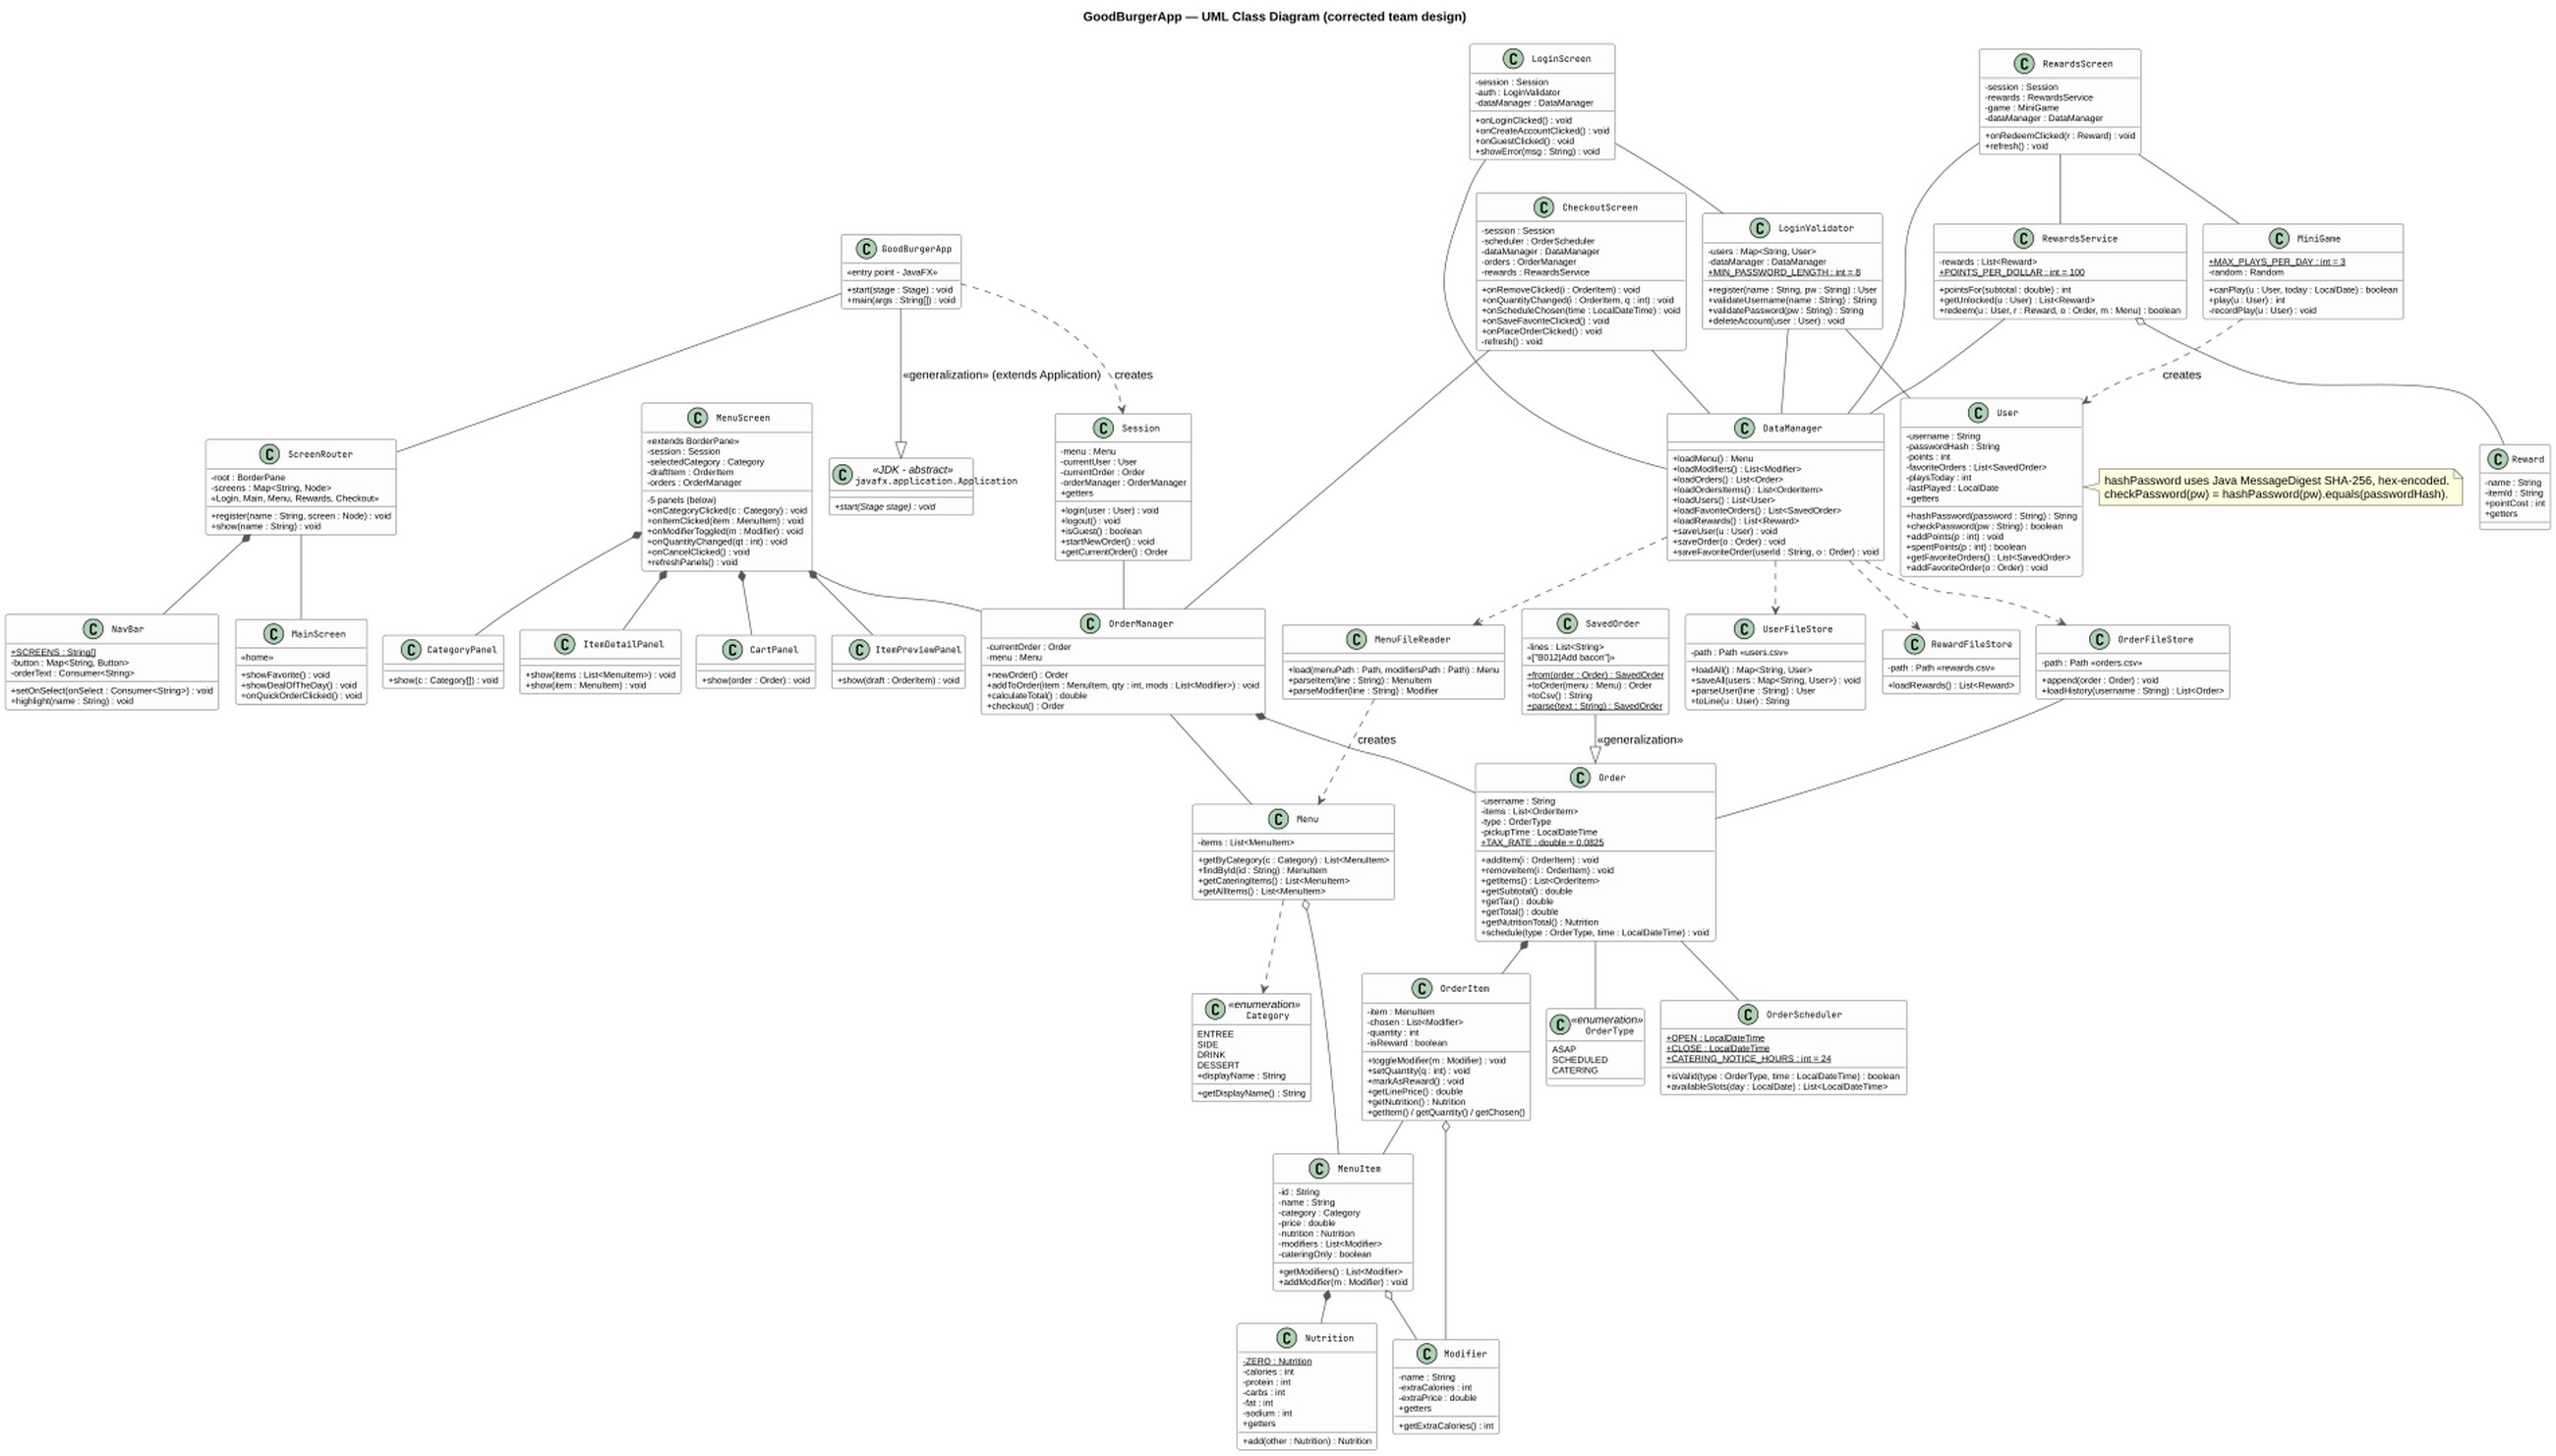 GoodBurgerApp — UML Class Diagram (corrected team design)
C LoginScreen
-session : Session
-auth : LoginValidator
-dataManager : DataManager
+onLoginClicked() : void
+onCreateAccountClicked() : void
+onGuestClicked() : void
+showError(msg : String) : void
C RewardsScreen
-session : Session
-rewards : RewardsService
-game : MiniGame
-dataManager : DataManager
+onRedeemClicked(r : Reward) : void
+refresh() : void
C CheckoutScreen
-session : Session
-scheduler : OrderScheduler
-dataManager : DataManager
-orders : OrderManager
-rewards : RewardsService
+onRemoveClicked(i : OrderItem) : void
+onQuantityChanged(i : OrderItem, q : int) : void
+onScheduleChosen(time : LocalDateTime) : void
+onSaveFavoriteClicked() : void
+onPlaceOrderClicked() : void
-refresh() : void
C LoginValidator
-users : Map<String, User>
-dataManager : DataManager
+MIN_PASSWORD_LENGTH : int = 8
+register(name : String, pw : String) : User
+validateUsername(name : String) : String
+validatePassword(pw : String) : String
+deleteAccount(user : User) : void
C RewardsService
-rewards : List<Reward>
+POINTS_PER_DOLLAR : int = 100
+pointsFor(subtotal : double) : int
+getUnlocked(u : User) : List<Reward>
+redeem(u : User, r : Reward, o : Order, m : Menu) : boolean
C MiniGame
+MAX_PLAYS_PER_DAY : int = 3
-random : Random
+canPlay(u : User, today : LocalDate) : boolean
+play(u : User) : int
-recordPlay(u : User) : void
C GoodBurgerApp
«entry point - JavaFX»
+start(stage : Stage) : void
+main(args : String[]) : void
«generalization» (extends Application)
creates
creates
C MenuScreen
«extends BorderPane»
-session : Session
-selectedCategory : Category
-draftItem : OrderItem
-orders : OrderManager
-5 panels (below)
+onCategoryClicked(c : Category) : void
+onItemClicked(item : MenuItem) : void
+onModifierToggled(m : Modifier) : void
+onQuantityChanged(qt : int) : void
+onCancelClicked() : void
+refreshPanels() : void
C «JDK - abstract»
javafx.application.Application
+start(Stage stage) : void
C Session
-menu : Menu
-currentUser : User
-currentOrder : Order
-orderManager : OrderManager
+getters
+login(user : User) : void
+logout() : void
+isGuest() : boolean
+startNewOrder() : void
+getCurrentOrder() : Order
C DataManager
+loadMenu() : Menu
+loadModifiers() : List<Modifier>
+loadOrders() : List<Order>
+loadOrdersItems() : List<OrderItem>
+loadUsers() : List<User>
+loadFavoriteOrders() : List<SavedOrder>
+loadRewards() : List<Reward>
+saveUser(u : User) : void
+saveOrder(o : Order) : void
+saveFavoriteOrder(userId : String, o : Order) : void
C User
-username : String
-passwordHash : String
-points : int
-favoriteOrders : List<SavedOrder>
-playsToday : int
-lastPlayed : LocalDate
+getters
+hashPassword(password : String) : String
+checkPassword(pw : String) : boolean
+addPoints(p : int) : void
+spentPoints(p : int) : boolean
+getFavoriteOrders() : List<SavedOrder>
+addFavoriteOrder(o : Order) : void
hashPassword uses Java MessageDigest SHA-256, hex-encoded.
checkPassword(pw) = hashPassword(pw).equals(passwordHash).
C Reward
-name : String
-itemId : String
+pointCost : int
+getters
C ScreenRouter
-root : BorderPane
-screens : Map<String, Node>
«Login, Main, Menu, Rewards, Checkout»
+register(name : String, screen : Node) : void
+show(name : String) : void
C NavBar
+SCREENS : String[]
-button : Map<String, Button>
-orderText : Consumer<String>
+setOnSelect(onSelect : Consumer<String>) : void
+highlight(name : String) : void
C MainScreen
«home»
+showFavorite() : void
+showDealOfTheDay() : void
+onQuickOrderClicked() : void
C CategoryPanel
+show(c : Category[]) : void
C ItemDetailPanel
+show(items : List<MenuItem>) : void
+show(item : MenuItem) : void
C CartPanel
+show(order : Order) : void
C ItemPreviewPanel
+show(draft : OrderItem) : void
C OrderManager
-currentOrder : Order
-menu : Menu
+newOrder() : Order
+addToOrder(item : MenuItem, qty : int, mods : List<Modifier>) : void
+calculateTotal() : double
+checkout() : Order
C MenuFileReader
+load(menuPath : Path, modifiersPath : Path) : Menu
+parseItem(line : String) : MenuItem
+parseModifier(line : String) : Modifier
C SavedOrder
-lines : List<String>
«["B012|Add bacon"]»
+from(order : Order) : SavedOrder
+toOrder(menu : Menu) : Order
+toCsv() : String
+parse(text : String) : SavedOrder
C UserFileStore
-path : Path «users.csv»
+loadAll() : Map<String, User>
+saveAll(users : Map<String, User>) : void
+parseUser(line : String) : User
+toLine(u : User) : String
C RewardFileStore
-path : Path «rewards.csv»
+loadRewards() : List<Reward>
C OrderFileStore
-path : Path «orders.csv»
+append(order : Order) : void
+loadHistory(username : String) : List<Order>
creates
«generalization»
C Menu
-items : List<MenuItem>
+getByCategory(c : Category) : List<MenuItem>
+findById(id : String) : MenuItem
+getCateringItems() : List<MenuItem>
+getAllItems() : List<MenuItem>
C Order
-username : String
-items : List<OrderItem>
-type : OrderType
-pickupTime : LocalDateTime
+TAX_RATE : double = 0.0825
+addItem(i : OrderItem) : void
+removeItem(i : OrderItem) : void
+getItems() : List<OrderItem>
+getSubtotal() : double
+getTax() : double
+getTotal() : double
+getNutritionTotal() : Nutrition
+schedule(type : OrderType, time : LocalDateTime) : void
C «enumeration»
Category
ENTREE
SIDE
DRINK
DESSERT
+displayName : String
+getDisplayName() : String
C OrderItem
-item : MenuItem
-chosen : List<Modifier>
-quantity : int
-isReward : boolean
+toggleModifier(m : Modifier) : void
+setQuantity(q : int) : void
+markAsReward() : void
+getLinePrice() : double
+getNutrition() : Nutrition
+getItem() / getQuantity() / getChosen()
C «enumeration»
OrderType
ASAP
SCHEDULED
CATERING
C OrderScheduler
+OPEN : LocalDateTime
+CLOSE : LocalDateTime
+CATERING_NOTICE_HOURS : int = 24
+isValid(type : OrderType, time : LocalDateTime) : boolean
+availableSlots(day : LocalDate) : List<LocalDateTime>
C MenuItem
-id : String
-name : String
-category : Category
-price : double
-nutrition : Nutrition
-modifiers : List<Modifier>
-cateringOnly : boolean
+getModifiers() : List<Modifier>
+addModifier(m : Modifier) : void
C Nutrition
-ZERO : Nutrition
-calories : int
-protein : int
-carbs : int
-fat : int
-sodium : int
+getters
+add(other : Nutrition) : Nutrition
C Modifier
-name : String
-extraCalories : int
-extraPrice : double
+getters
+getExtraCalories() : int